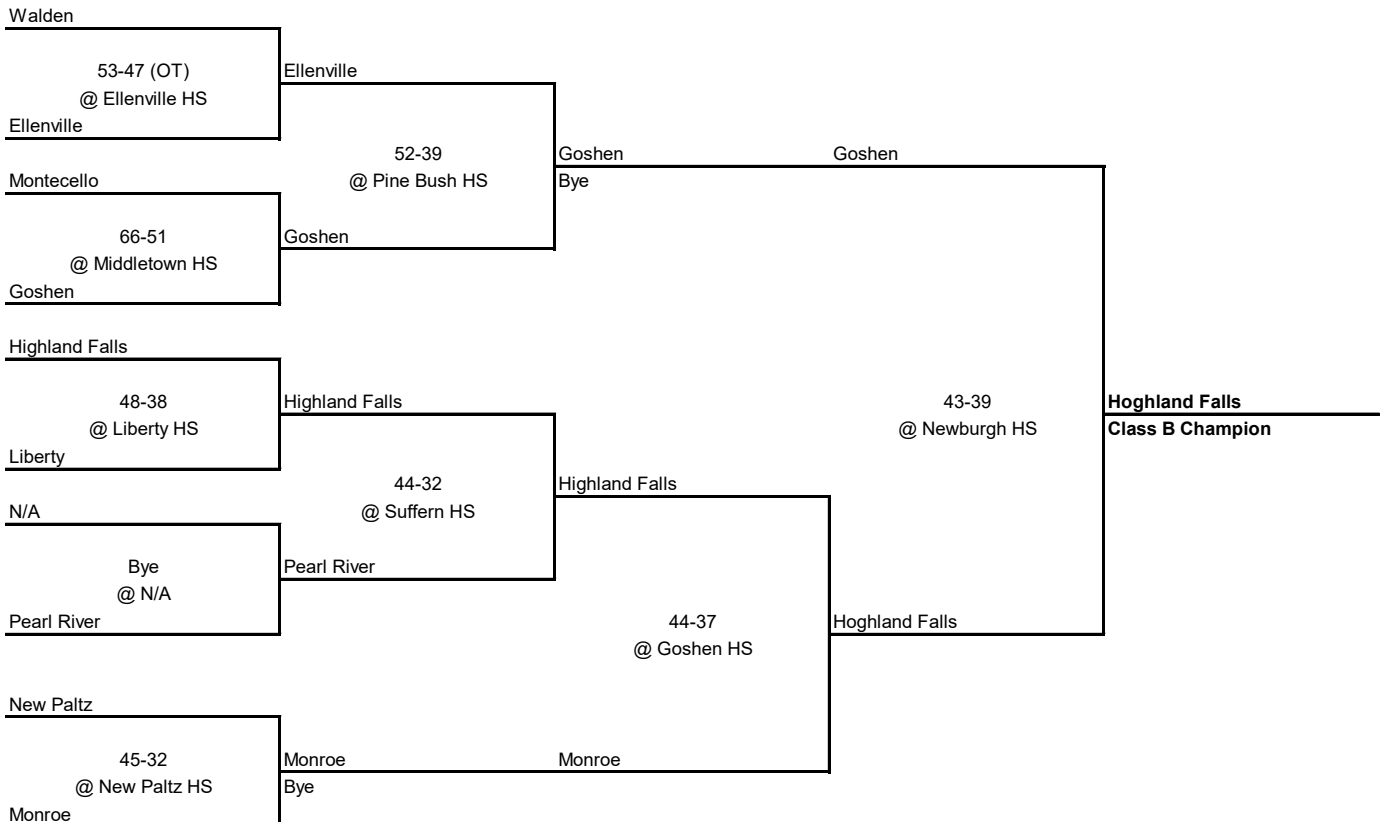 Walden
53-47 (OT)
@ Ellenville HS
Ellenville
Ellenville
Montecello
66-51
@ Middletown HS
Goshen
Goshen
52-39
@ Pine Bush HS
Goshen
Bye
Goshen
Highland Falls
48-38
@ Liberty HS
Liberty
Highland Falls
N/A
Bye
@ N/A
Pearl River
Pearl River
44-32
@ Suffern HS
Highland Falls
New Paltz
45-32
@ New Paltz HS
Monroe
Monroe
Bye
Monroe
44-37
@ Goshen HS
Hoghland Falls
43-39
@ Newburgh HS
Hoghland Falls
Class B Champion